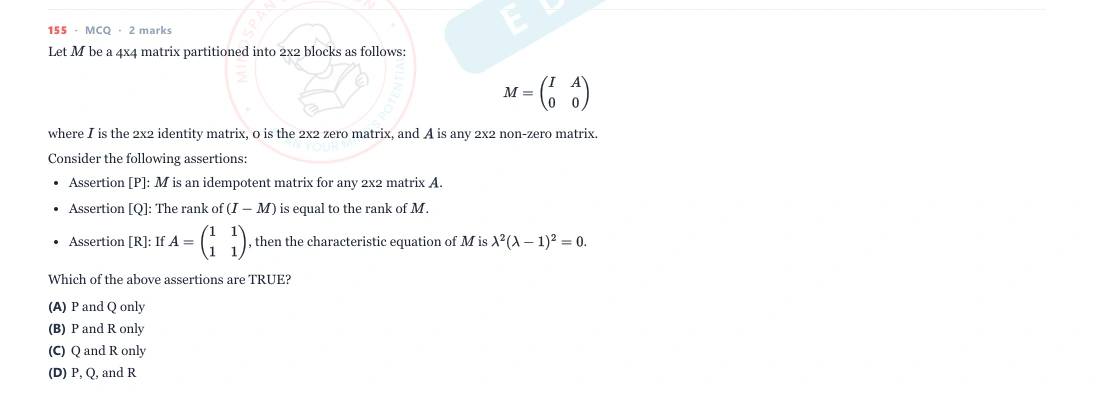 155 · MCQ · 2 marks
Let M be a 4x4 matrix partitioned into 2x2 blocks as follows:
M = (I A
0 0)
where I is the 2x2 identity matrix, 0 is the 2x2 zero matrix, and A is any 2x2 non-zero matrix.
Consider the following assertions:
• Assertion [P]: M is an idempotent matrix for any 2x2 matrix A.
• Assertion [Q]: The rank of (I − M) is equal to the rank of M.
• Assertion [R]: If A = (1 1
1 1), then the characteristic equation of M is λ²(λ − 1)² = 0.
Which of the above assertions are TRUE?
(A) P and Q only
(B) P and R only
(C) Q and R only
(D) P, Q, and R